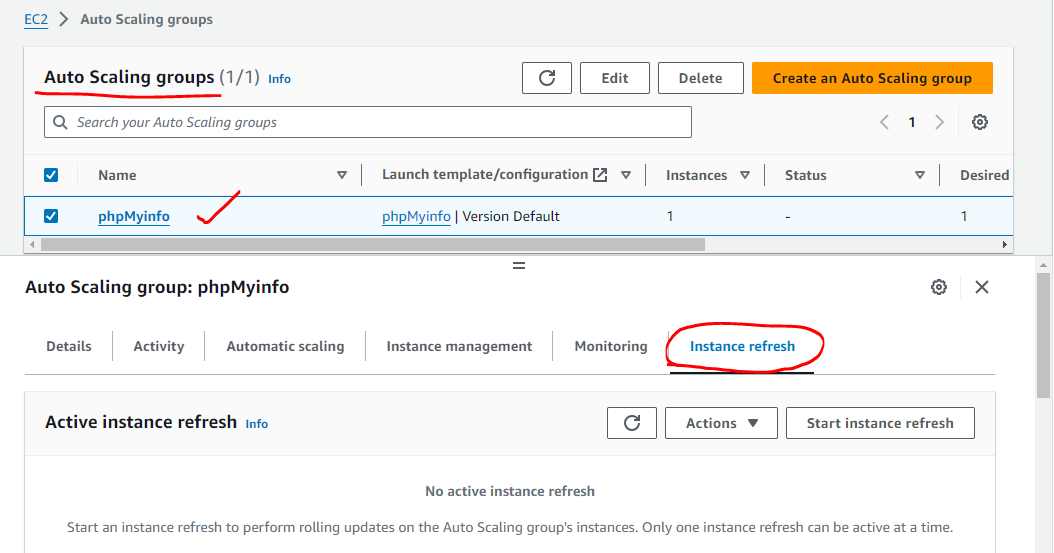 EC2 > Auto Scaling groups
Auto Scaling groups (1/1) Info Edit Delete Create an Auto Scaling group
Search your Auto Scaling groups 1
Name Launch template/configuration Instances Status Desired
phpMyinfo phpMyinfo | Version Default 1 - 1
Auto Scaling group: phpMyinfo
Details Activity Automatic scaling Instance management Monitoring Instance refresh
Active instance refresh Info Actions Start instance refresh
No active instance refresh
Start an instance refresh to perform rolling updates on the Auto Scaling group's instances. Only one instance refresh can be active at a time.